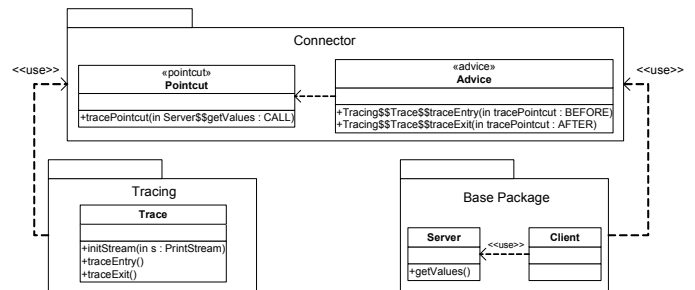 Connector
<<use>>
<<use>>
«pointcut»
Pointcut
+tracePointcut(in Server$$getValues : CALL)
«advice»
Advice
+Tracing$$Trace$$traceEntry(in tracePointcut : BEFORE)
+Tracing$$Trace$$traceExit(in tracePointcut : AFTER)
Tracing
Trace
+initStream(in s : PrintStream)
+traceEntry()
+traceExit()
Base Package
Server
+getValues()
<<use>>
Client